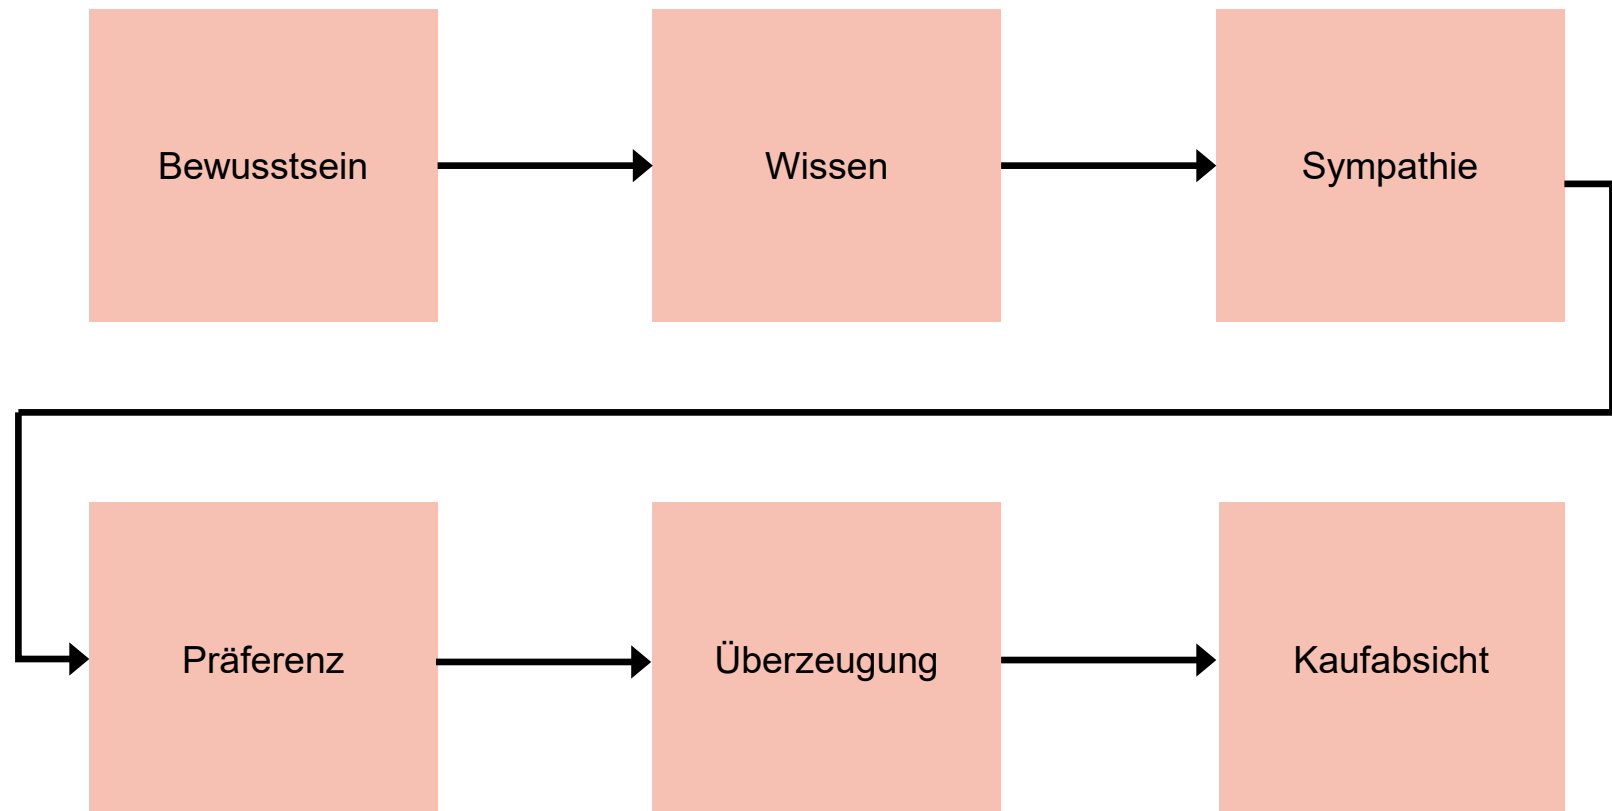 Bewusstsein
Wissen
Sympathie
Präferenz
Überzeugung
Kaufabsicht